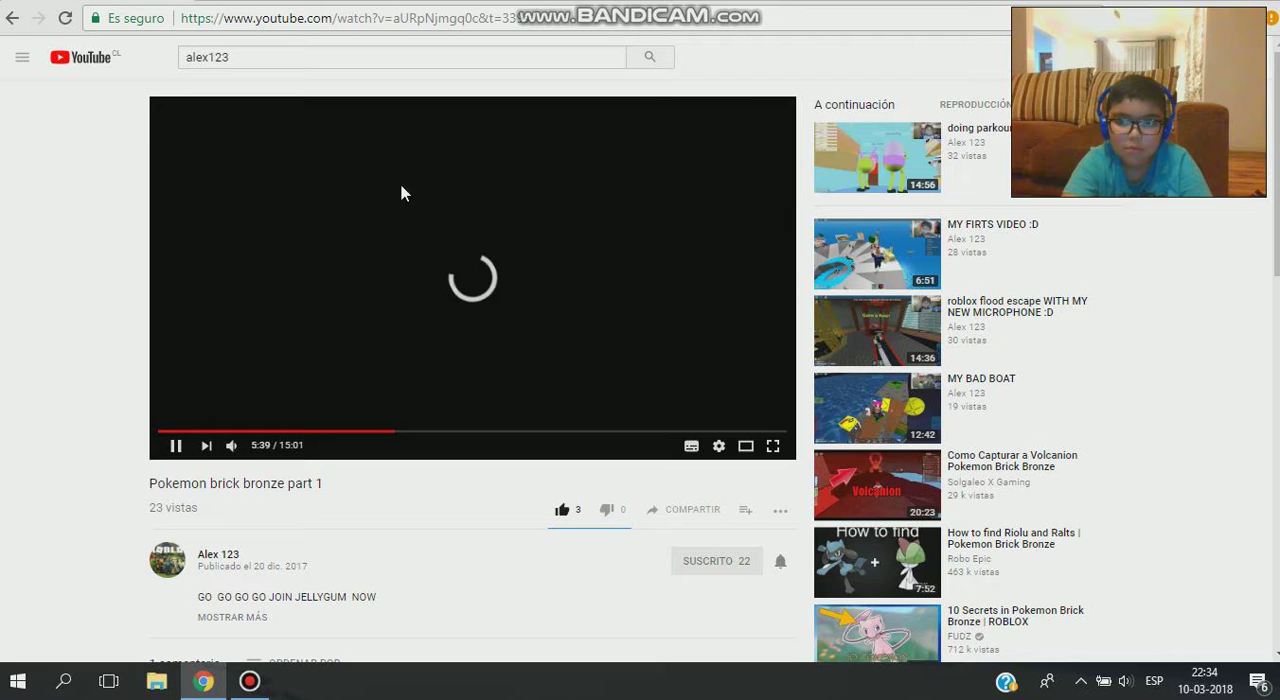 www.BANDICAM.com
Es seguro
https://www.youtube.com/watch?v=aURpNjmgq0c&t=339
YouTube CL
alex123
5:39 / 15:01
Pokemon brick bronze part 1
23 vistas
3
0
COMPARTIR
Alex 123
Publicado el 20 dic. 2017
SUSCRITO 22
GO GO GO GO JOIN JELLYGUM NOW
MOSTRAR MÁS
1 comentario
ORDENAR POR
A continuación
REPRODUCCIÓN
doing parkour
Alex 123
32 vistas
14:56
MY FIRTS VIDEO :D
Alex 123
28 vistas
6:51
roblox flood escape WITH MY
NEW MICROPHONE :D
Alex 123
30 vistas
14:36
MY BAD BOAT
Alex 123
19 vistas
12:42
Como Capturar a Volcanion
Pokemon Brick Bronze
Solgaleo X Gaming
29 k vistas
Volcanion
20:23
How to find Riolu and Ralts |
Pokemon Brick Bronze
Robo Epic
463 k vistas
How to find
7:52
10 Secrets in Pokemon Brick
Bronze | ROBLOX
FUDZ
712 k vistas
ESP
22:34
10-03-2018
6